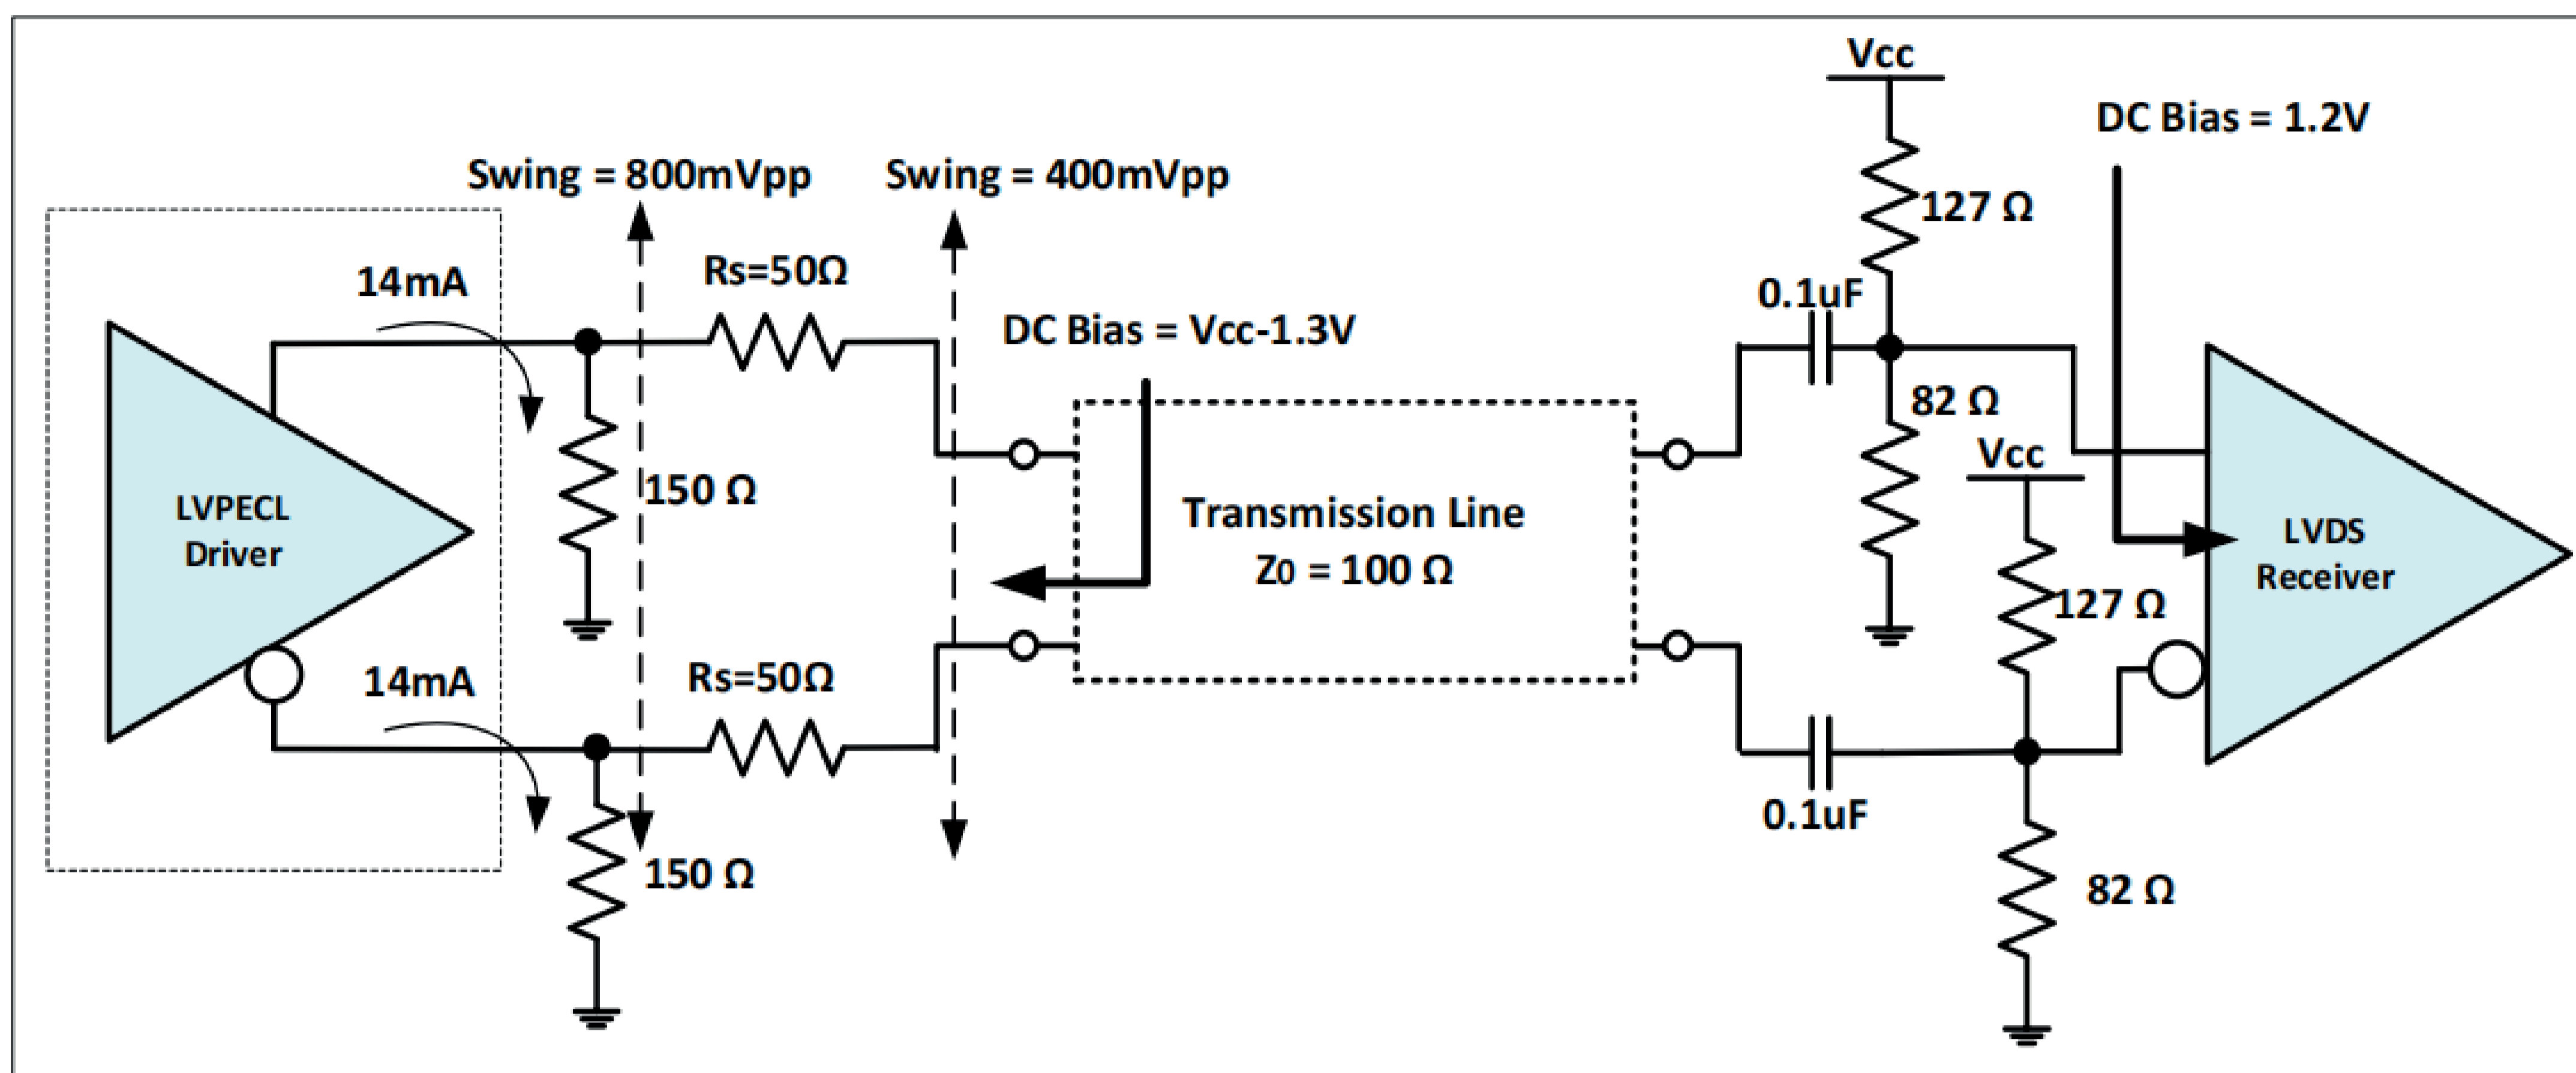 Vcc
DC Bias = 1.2V
127 Ω
Swing = 800mVpp
Swing = 400mVpp
14mA
Rs=50Ω
0.1uF
DC Bias = Vcc-1.3V
82 Ω
Vcc
150 Ω
LVPECL
Driver
Transmission Line
Z0 = 100 Ω
LVDS
Receiver
127 Ω
14mA
Rs=50Ω
0.1uF
150 Ω
82 Ω